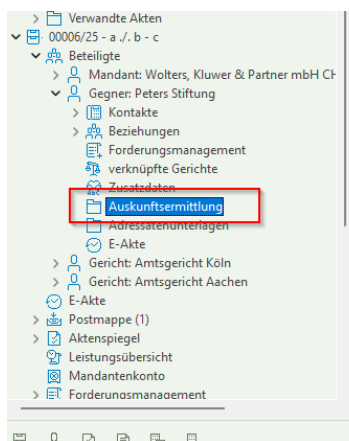 Verwandte Akten
00006/25 - a ./. b - c
Beteiligte
Mandant: Wolters, Kluwer & Partner mbH CH
Gegner: Peters Stiftung
Kontakte
Beziehungen
Forderungsmanagement
verknüpfte Gerichte
Zusatzdaten
Auskunftsermittlung
Adressatenunterlagen
E-Akte
Gericht: Amtsgericht Köln
Gericht: Amtsgericht Aachen
E-Akte
Postmappe (1)
Aktenspiegel
Leistungsübersicht
Mandantenkonto
Forderungsmanagement